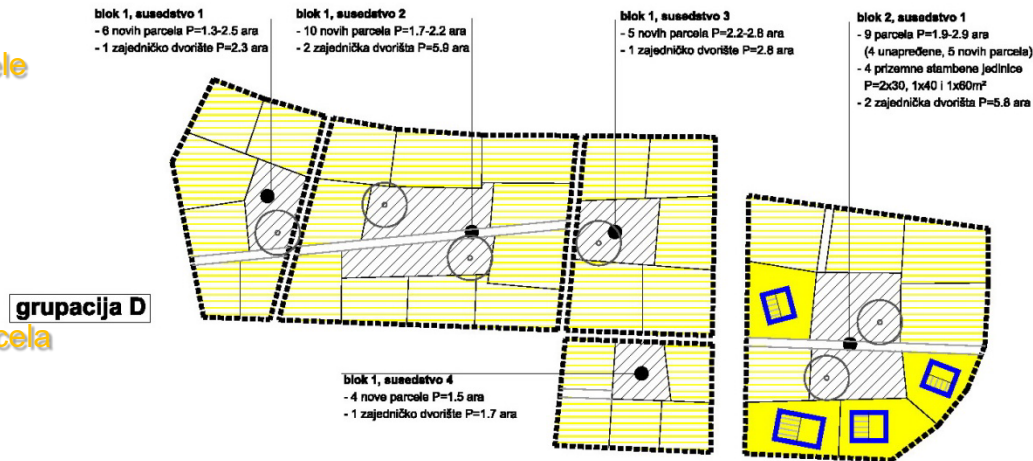 blok 1, susedstvo 1
- 6 novih parcela P=1.3-2.5 ara
- 1 zajedničko dvorište P=2.3 ara
blok 1, susedstvo 2
- 10 novih parcela P=1.7-2.2 ara
- 2 zajednička dvorišta P=5.9 ara
blok 1, susedstvo 3
- 5 novih parcela P=2.2-2.8 ara
- 1 zajedničko dvorište P=2.8 ara
blok 2, susedstvo 1
- 9 parcela P=1.9-2.9 ara
(4 unapređene, 5 novih parcela)
- 4 prizemne stambene jedinice
P=2x30, 1x40 i 1x60m²
- 2 zajednička dvorišta P=5.8 ara
grupacija D
blok 1, susedstvo 4
- 4 nove parcele P=1.5 ara
- 1 zajedničko dvorište P=1.7 ara